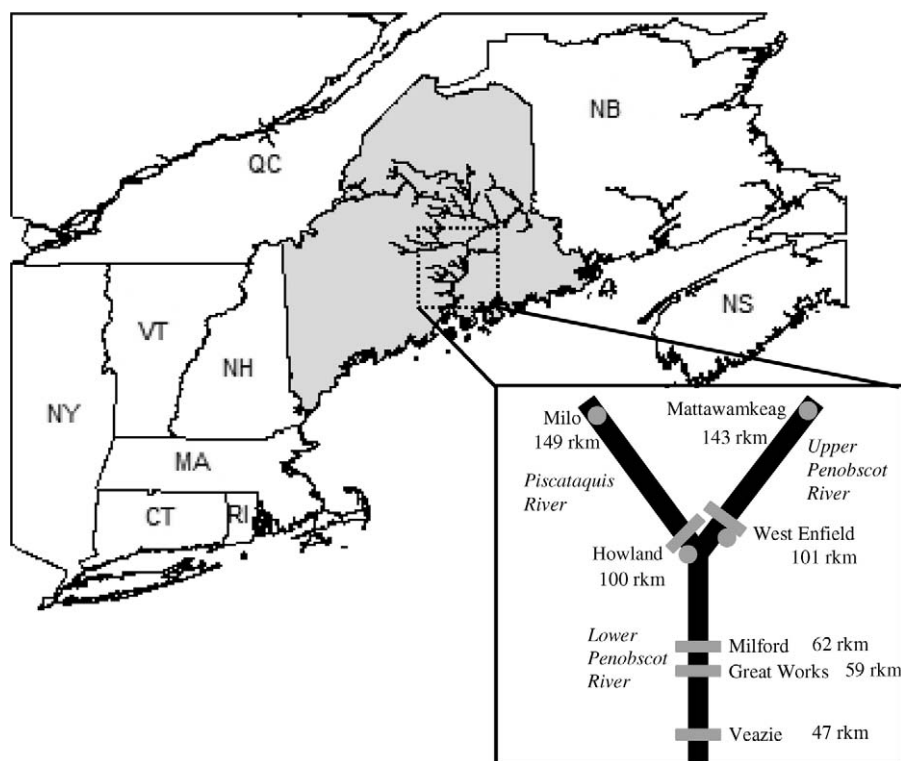 QC
NB
NS
VT
NH
NY
MA
CT
RI
Milo
149 rkm
Mattawamkeag
143 rkm
Piscataquis
River
Upper
Penobscot
River
Howland
100 rkm
West Enfield
101 rkm
Lower
Penobscot
River
Milford 62 rkm
Great Works 59 rkm
Veazie 47 rkm